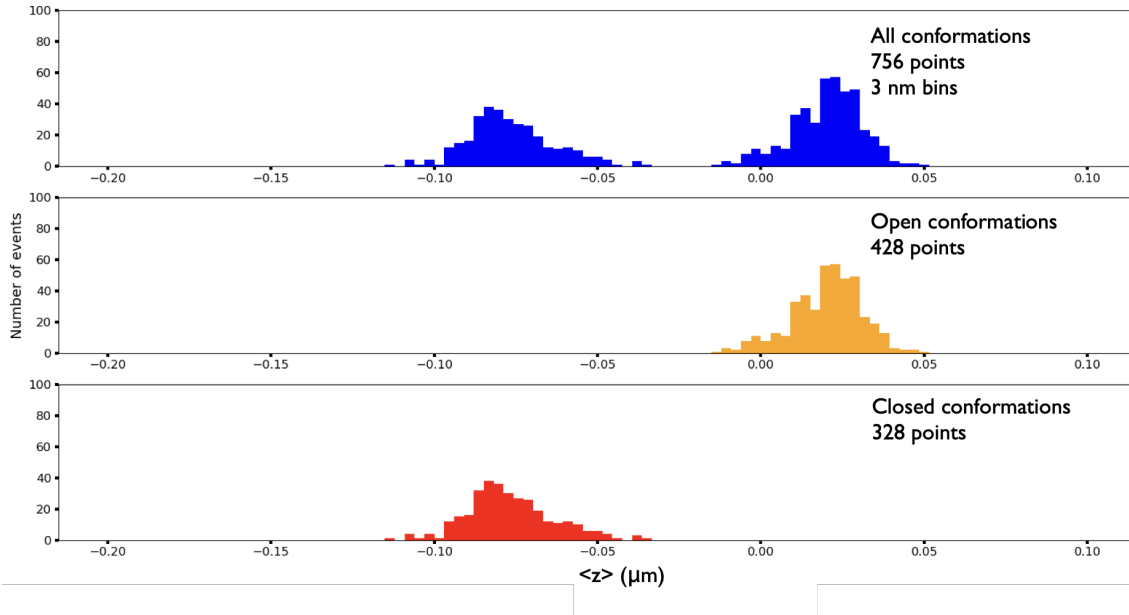 100
80
60
40
20
0
All conformations
756 points
3 nm bins
−0.20 −0.15 −0.10 −0.05 0.00 0.05 0.10
Number of events
100
80
60
40
20
0
Open conformations
428 points
−0.20 −0.15 −0.10 −0.05 0.00 0.05 0.10
100
80
60
40
20
0
Closed conformations
328 points
−0.20 −0.15 −0.10 −0.05 0.00 0.05 0.10
<z> (μm)